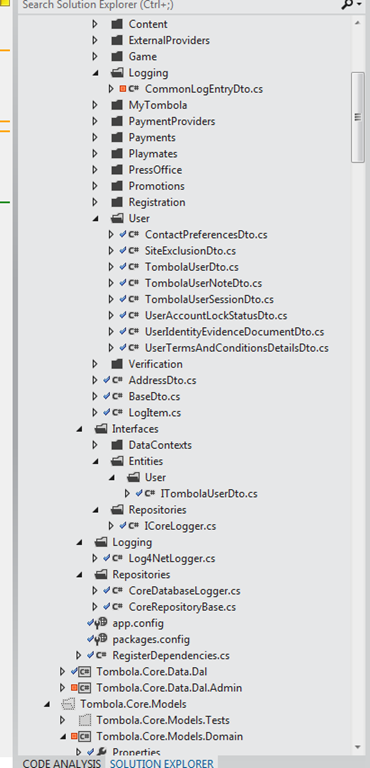 Search Solution Explorer (Ctrl+;)
Content
ExternalProviders
Game
Logging
C# CommonLogEntryDto.cs
MyTombola
PaymentProviders
Payments
Playmates
PressOffice
Promotions
Registration
User
C# ContactPreferencesDto.cs
C# SiteExclusionDto.cs
C# TombolaUserDto.cs
C# TombolaUserNoteDto.cs
C# TombolaUserSessionDto.cs
C# UserAccountLockStatusDto.cs
C# UserIdentityEvidenceDocumentDto.cs
C# UserTermsAndConditionsDetailsDto.cs
Verification
C# AddressDto.cs
C# BaseDto.cs
C# LogItem.cs
Interfaces
DataContexts
Entities
User
C# ITombolaUserDto.cs
Repositories
C# ICoreLogger.cs
Logging
C# Log4NetLogger.cs
Repositories
C# CoreDatabaseLogger.cs
C# CoreRepositoryBase.cs
app.config
packages.config
C# RegisterDependencies.cs
C# Tombola.Core.Data.Dal
C# Tombola.Core.Data.Dal.Admin
Tombola.Core.Models
Tombola.Core.Models.Tests
C# Tombola.Core.Models.Domain
Properties
CODE ANALYSIS SOLUTION EXPLORER